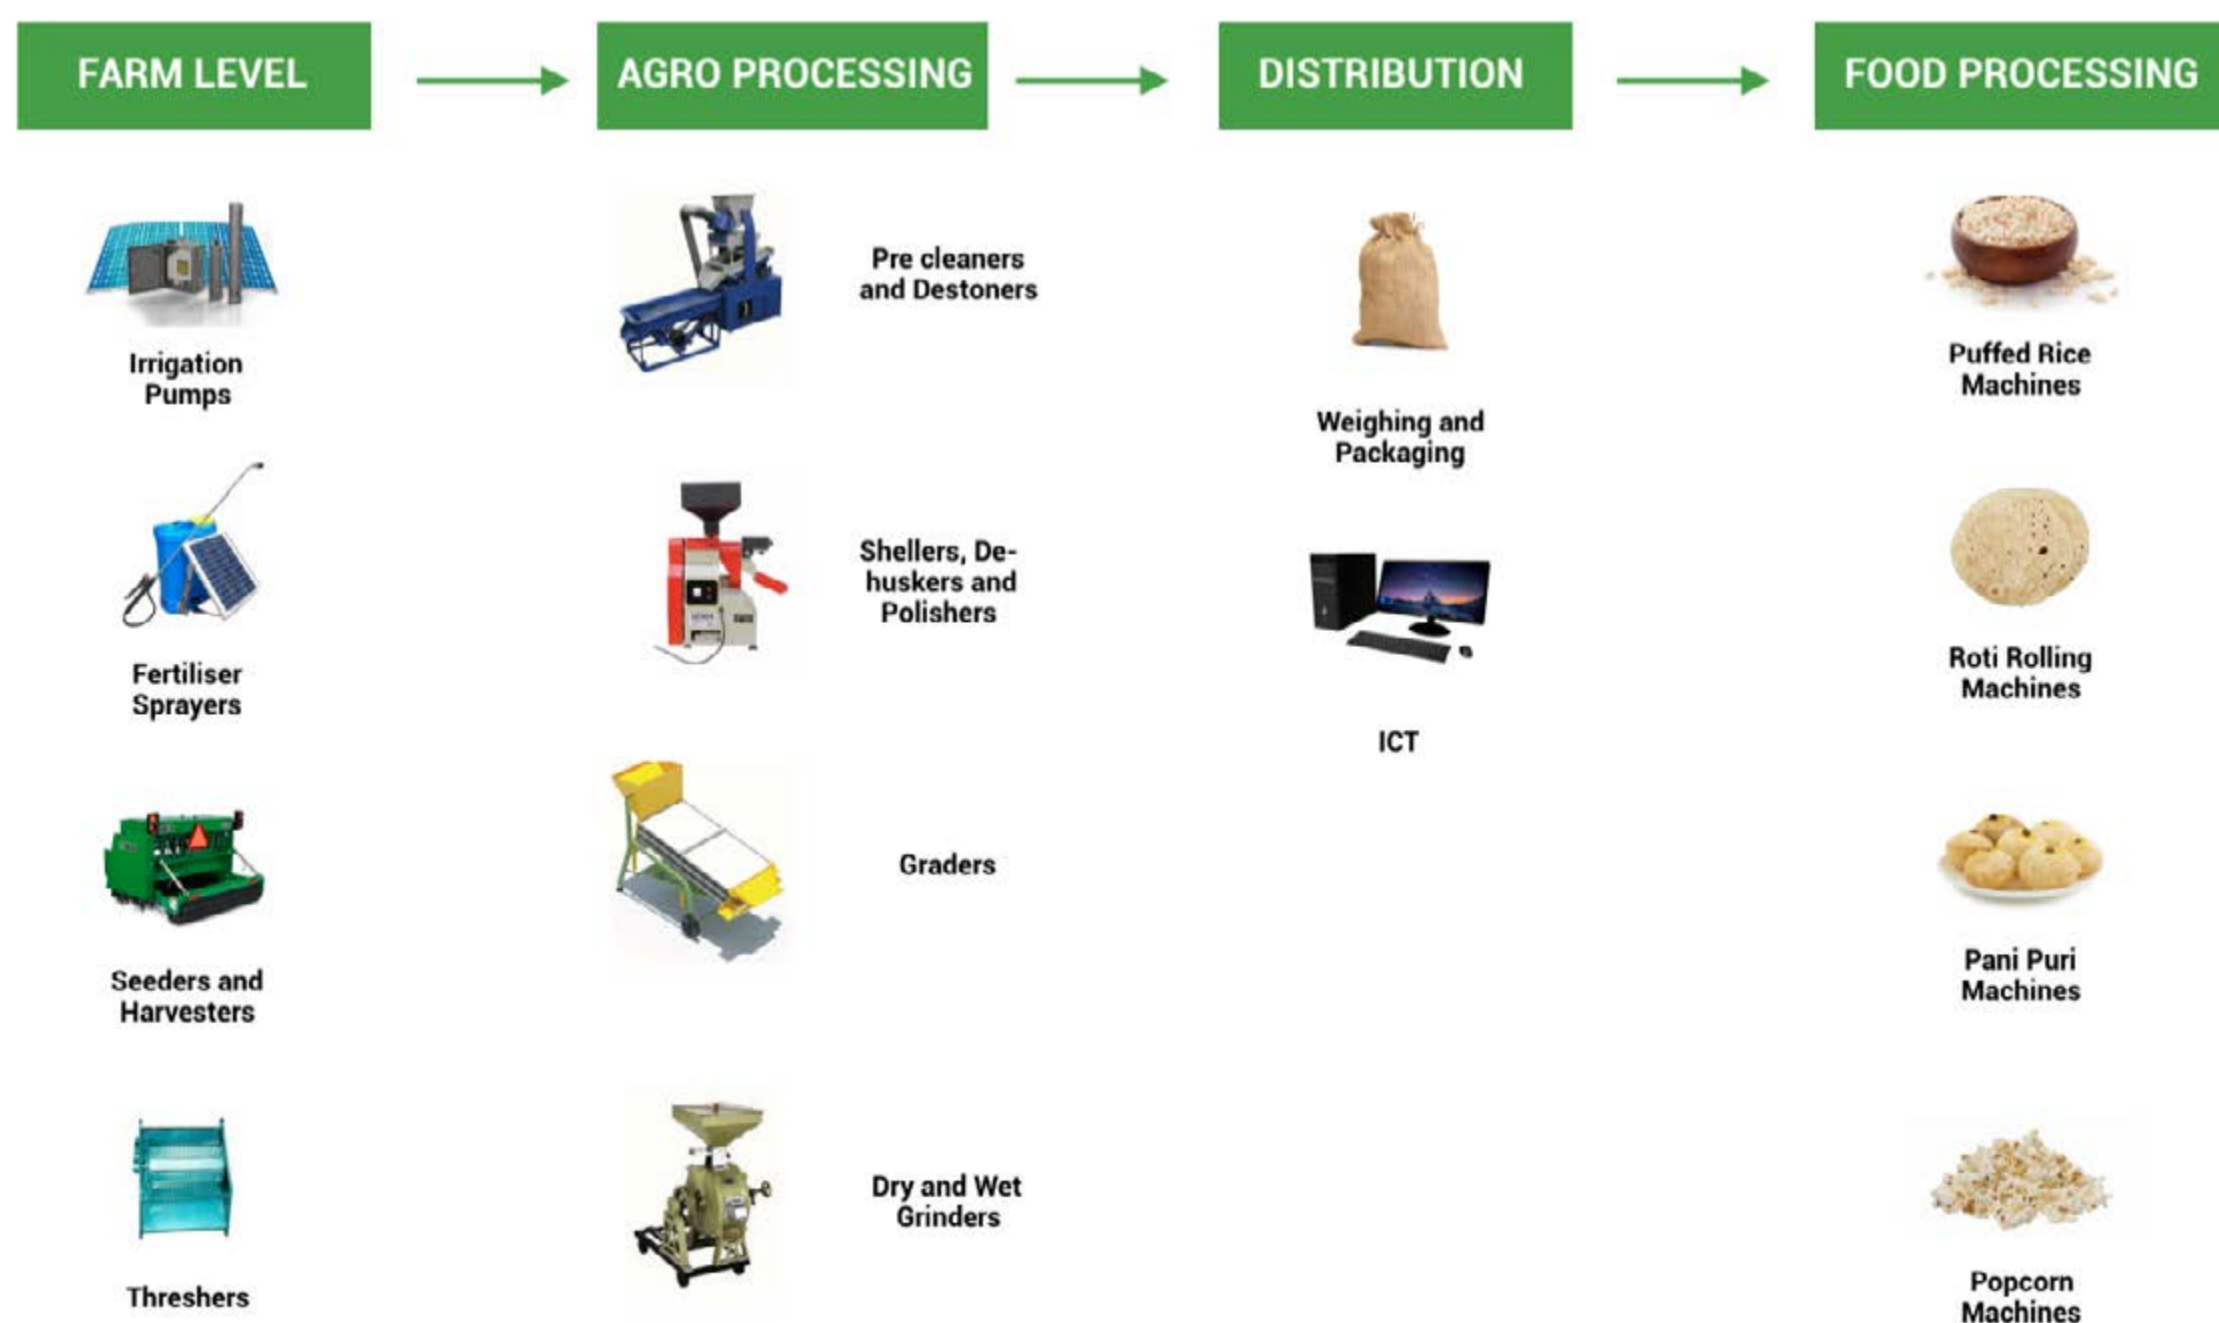 FARM LEVEL
AGRO PROCESSING
DISTRIBUTION
FOOD PROCESSING
Irrigation
Pumps
Fertiliser
Sprayers
Seeders and
Harvesters
Threshers
Pre cleaners
and Destoners
Shellers, De-
huskers and
Polishers
Graders
Dry and Wet
Grinders
Weighing and
Packaging
ICT
Puffed Rice
Machines
Roti Rolling
Machines
Pani Puri
Machines
Popcorn
Machines